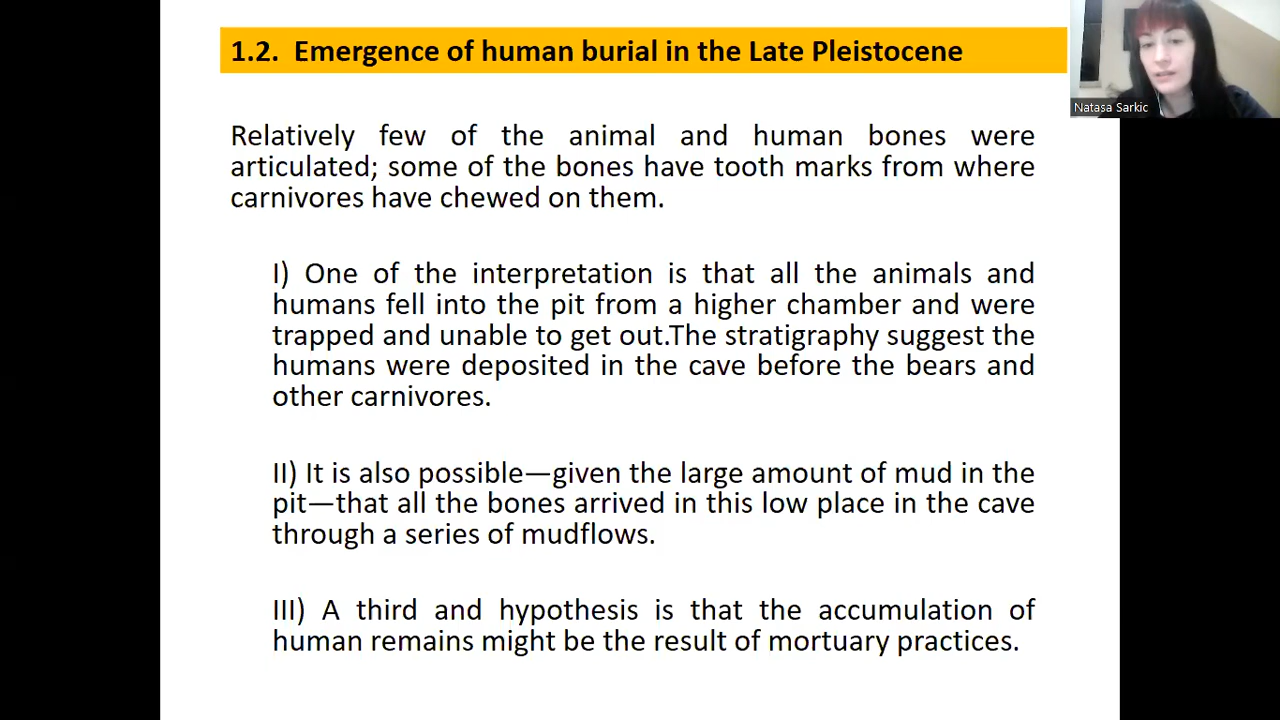 1.2. Emergence of human burial in the Late Pleistocene
Natasa Sarkic
Relatively few of the animal and human bones were
articulated; some of the bones have tooth marks from where
carnivores have chewed on them.
I) One of the interpretation is that all the animals and
humans fell into the pit from a higher chamber and were
trapped and unable to get out.The stratigraphy suggest the
humans were deposited in the cave before the bears and
other carnivores.
II) It is also possible—given the large amount of mud in the
pit—that all the bones arrived in this low place in the cave
through a series of mudflows.
III) A third and hypothesis is that the accumulation of
human remains might be the result of mortuary practices.